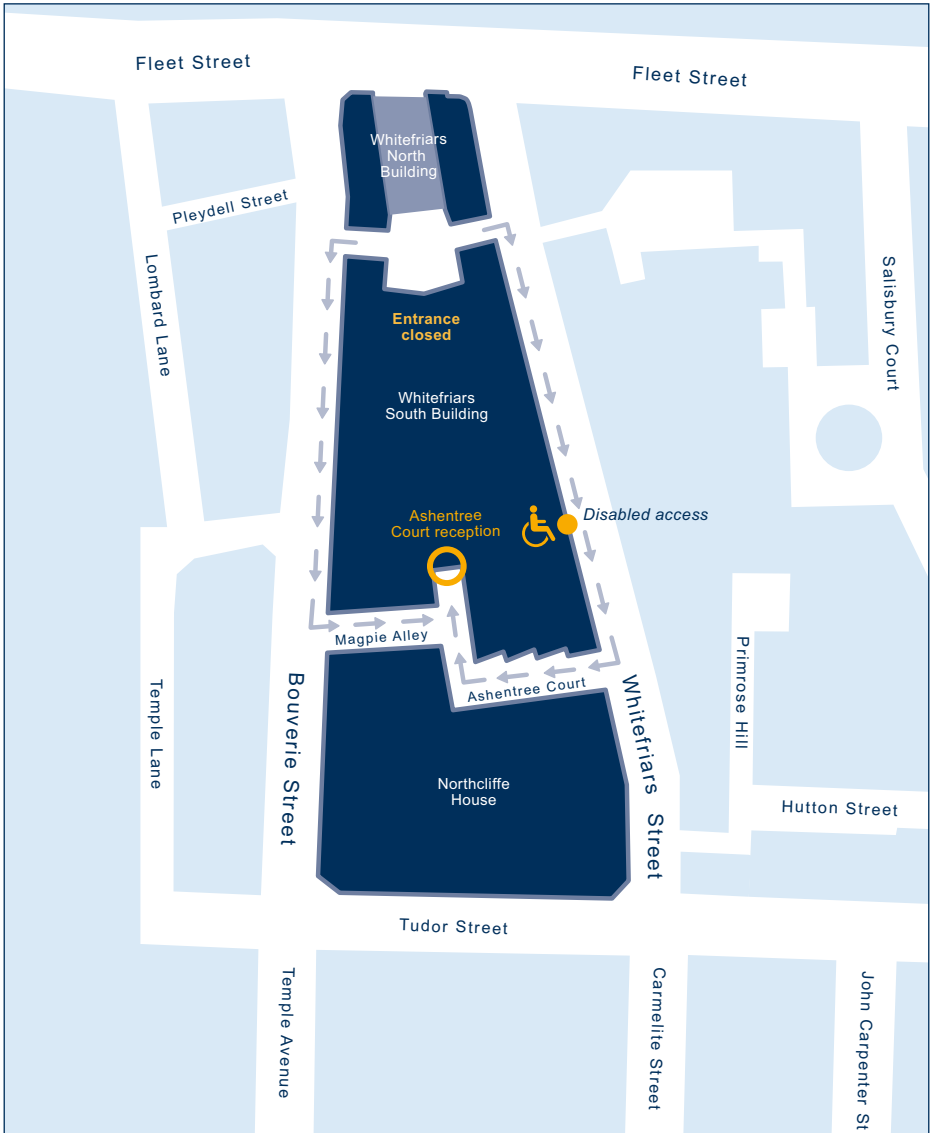 Fleet Street
Fleet Street
Whitefriars
North
Building
Pleydell Street
Lombard Lane
Salisbury Court
Entrance
closed
Whitefriars
South Building
Ashentree
Court reception
Disabled access
Magpie Alley
Ashentree Court
Temple Lane
Bouverie Street
Whitefriars Street
Primrose Hill
Northcliffe
House
Hutton Street
Tudor Street
Temple Avenue
Carmelite Street
John Carpenter St